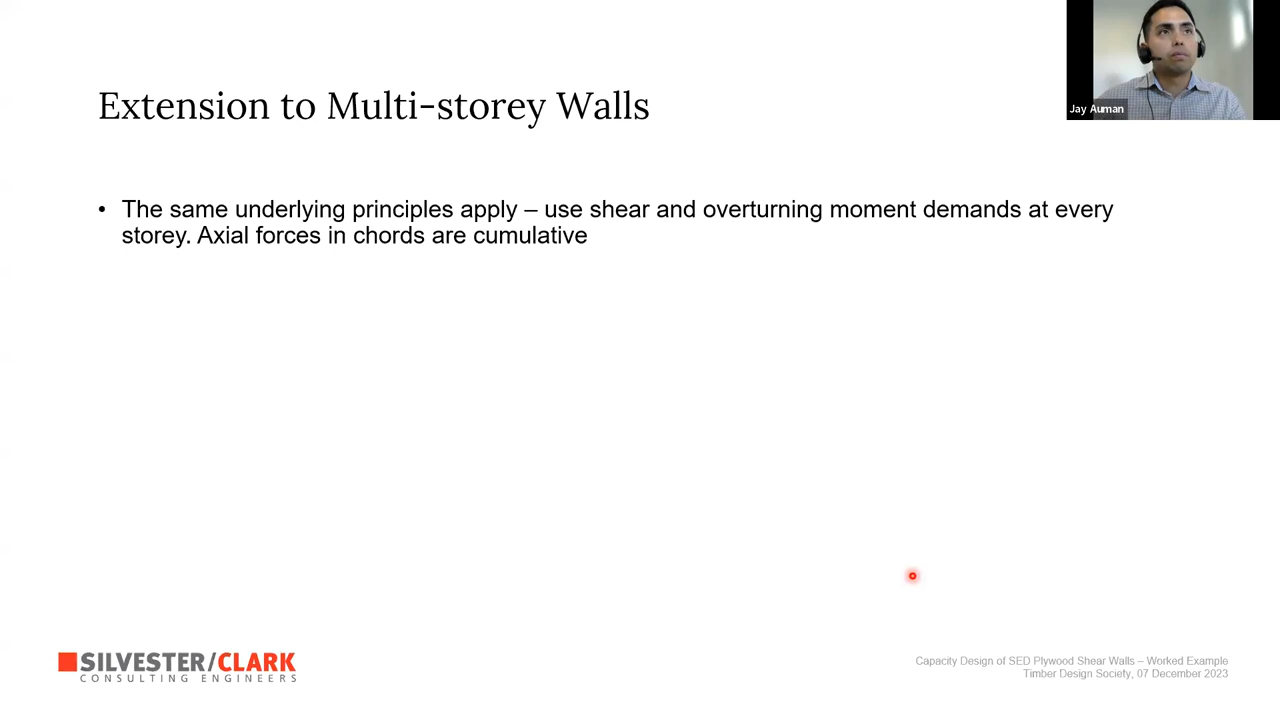 Jay Auman
Extension to Multi-storey Walls
• The same underlying principles apply – use shear and overturning moment demands at every
storey. Axial forces in chords are cumulative
SILVESTER/CLARK
CONSULTING ENGINEERS
Capacity Design of SED Plywood Shear Walls – Worked Example
Timber Design Society, 07 December 2023